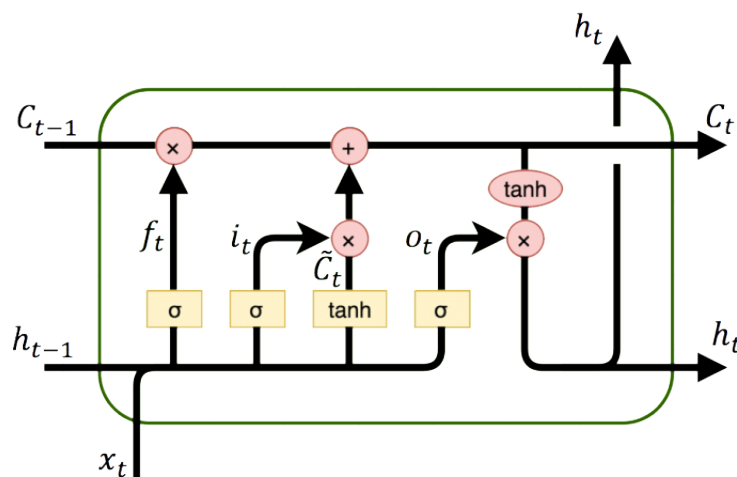 h_t
C_{t-1}
C_t
×
+
tanh
f_t
i_t
×
o_t
×
C̃_t
σ
σ
tanh
σ
h_{t-1}
h_t
x_t